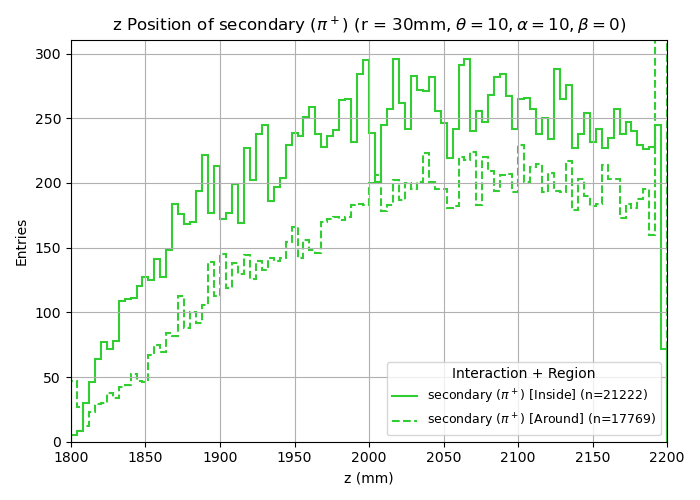 z Position of secondary (π⁺) (r = 30mm, θ = 10, α = 10, β = 0)
Entries
300
250
200
150
100
50
0
1800 1850 1900 1950 2000 2050 2100 2150 2200
z (mm)
Interaction + Region
secondary (π⁺) [Inside] (n=21222)
secondary (π⁺) [Around] (n=17769)